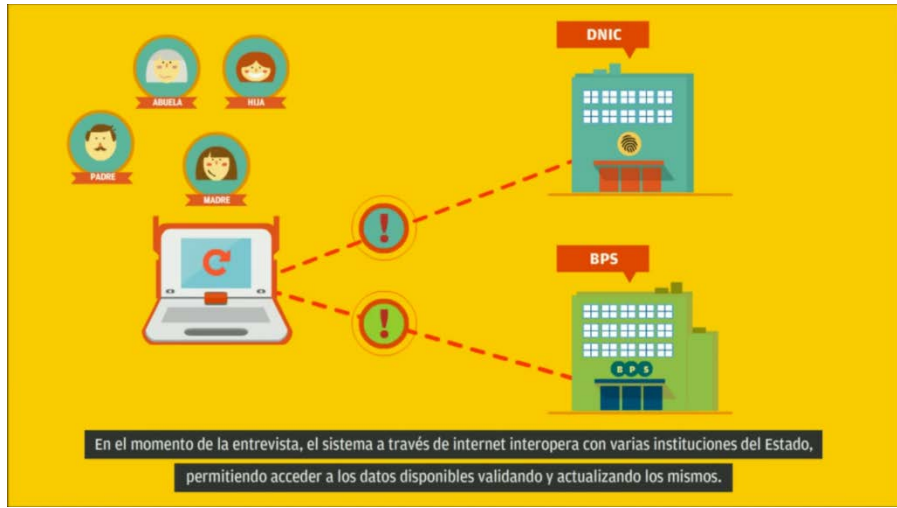 DNIC
ABUELA
HIJA
PADRE
MADRE
BPS
BPS
En el momento de la entrevista, el sistema a través de internet interopera con varias instituciones del Estado,
permitiendo acceder a los datos disponibles validando y actualizando los mismos.